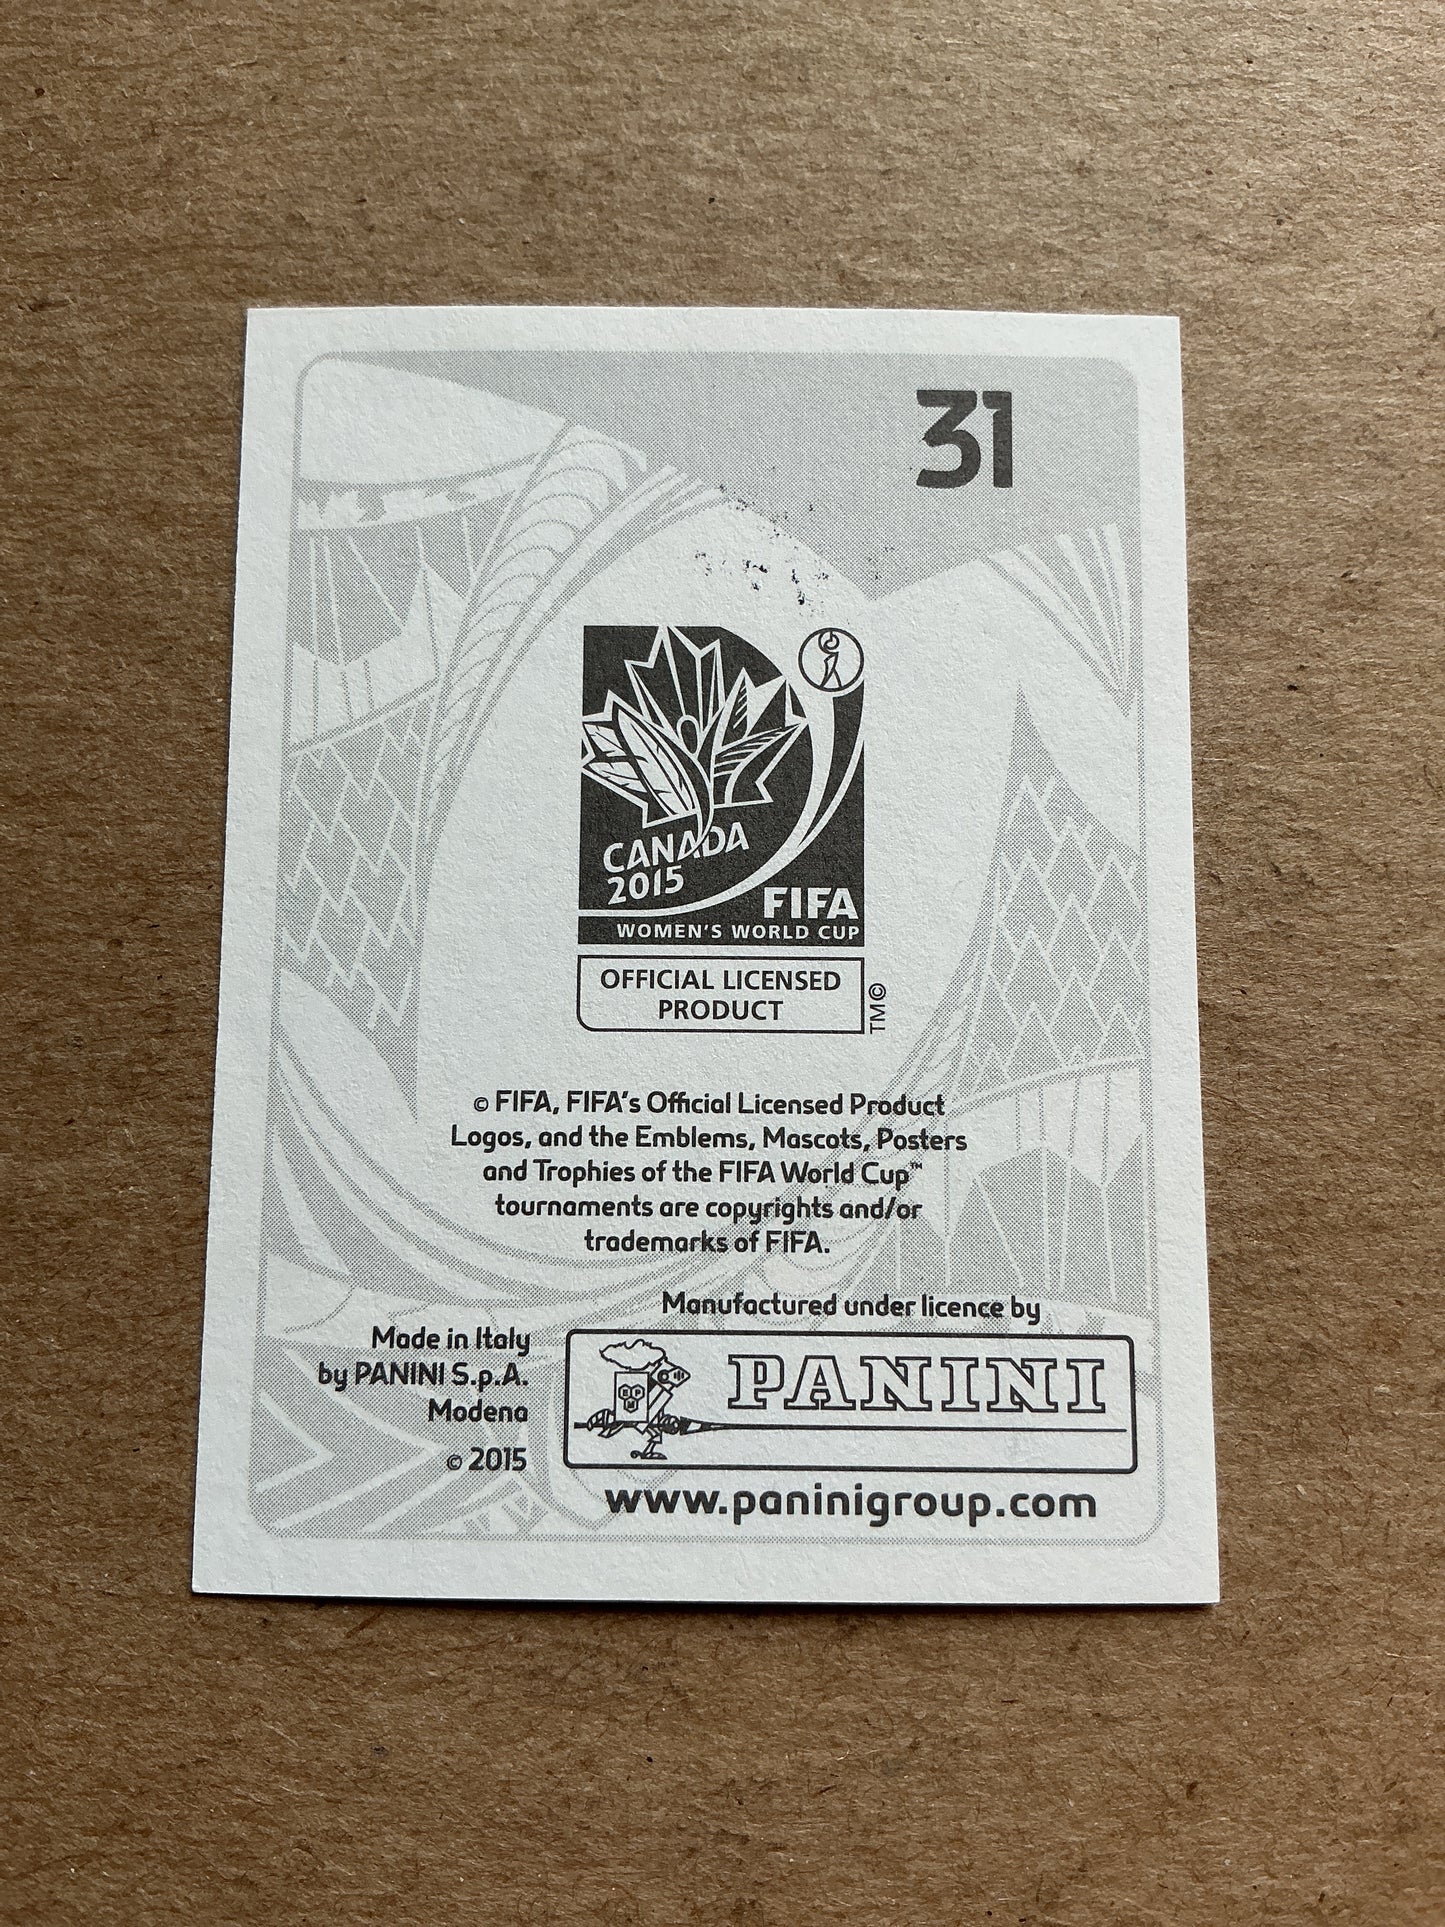 31
CANADA
2015
FIFA
WOMEN'S WORLD CUP
OFFICIAL LICENSED
PRODUCT
TM©
© FIFA, FIFA's Official Licensed Product
Logos, and the Emblems, Mascots, Posters
and Trophies of the FIFA World Cup™
tournaments are copyrights and/or
trademarks of FIFA.
Manufactured under licence by
Made in Italy
by PANINI S.p.A.
Modena
© 2015
PANINI
www.paninigroup.com